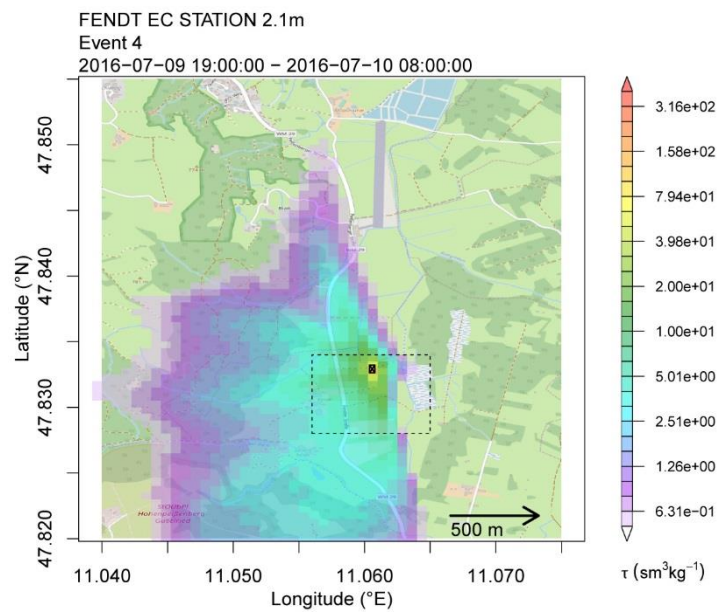 FENDT EC STATION 2.1m
Event 4
2016-07-09 19:00:00 − 2016-07-10 08:00:00
47.850
47.840
47.830
47.820
Latitude (°N)
11.040 11.050 11.060 11.070
Longitude (°E)
500 m
3.16e+02
1.58e+02
7.94e+01
3.98e+01
2.00e+01
1.00e+01
5.01e+00
2.51e+00
1.26e+00
6.31e−01
τ (sm³kg⁻¹)